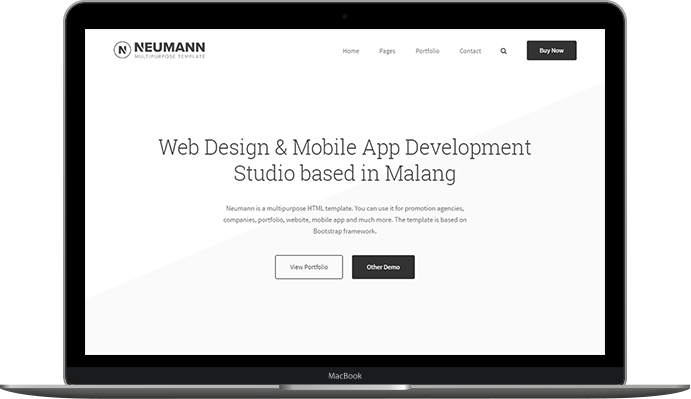 NEUMANN
MULTIPURPOSE TEMPLATE
Home Pages Portfolio Contact Buy Now
Web Design & Mobile App Development
Studio based in Malang
Neumann is a multipurpose HTML template. You can use it for promotion agencies,
companies, portfolio, website, mobile app and much more. The template is based on
Bootstrap framework.
View Portfolio Other Demo
MacBook